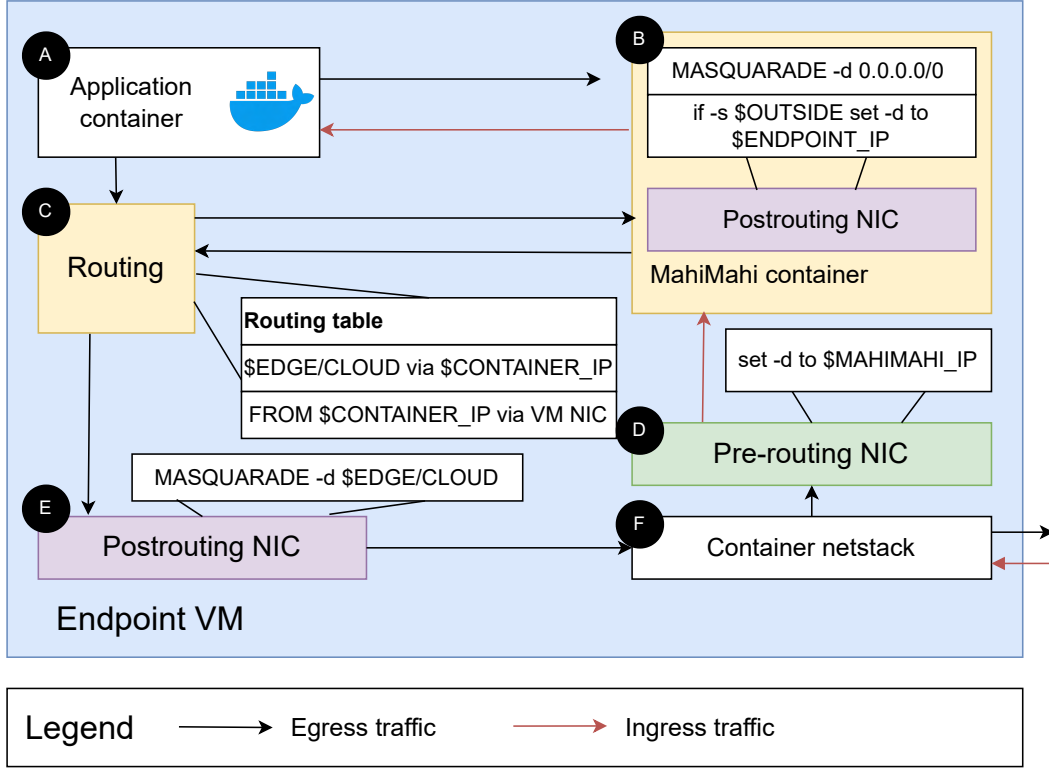 A
Application
container
B
MASQUARADE -d 0.0.0.0/0
if -s $OUTSIDE set -d to
$ENDPOINT_IP
Postrouting NIC
MahiMahi container
C
Routing
Routing table
$EDGE/CLOUD via $CONTAINER_IP
FROM $CONTAINER_IP via VM NIC
set -d to $MAHIMAHI_IP
D
Pre-routing NIC
MASQUARADE -d $EDGE/CLOUD
E
Postrouting NIC
F
Container netstack
Endpoint VM
Legend
Egress traffic
Ingress traffic